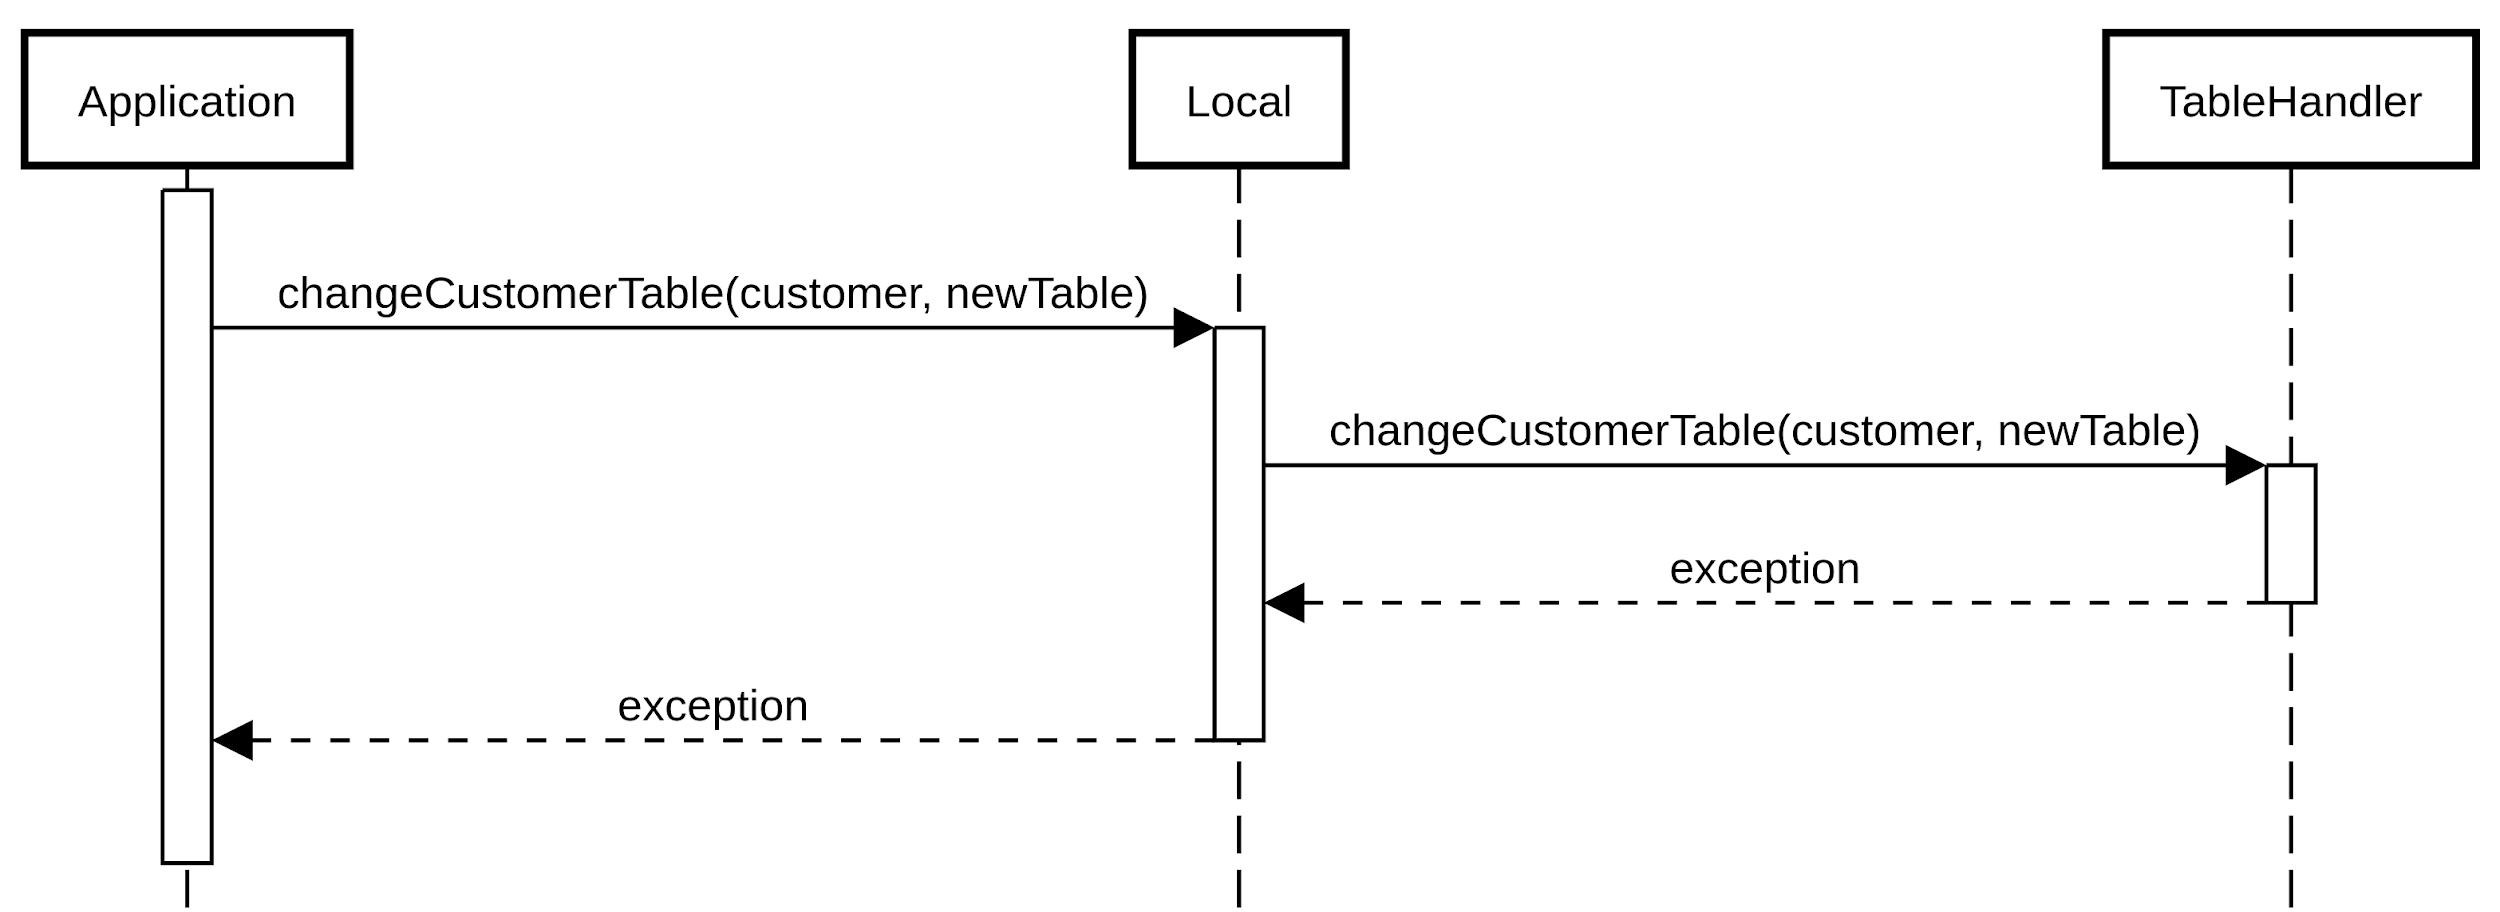 Application
Local
TableHandler
changeCustomerTable(customer, newTable)
changeCustomerTable(customer, newTable)
exception
exception